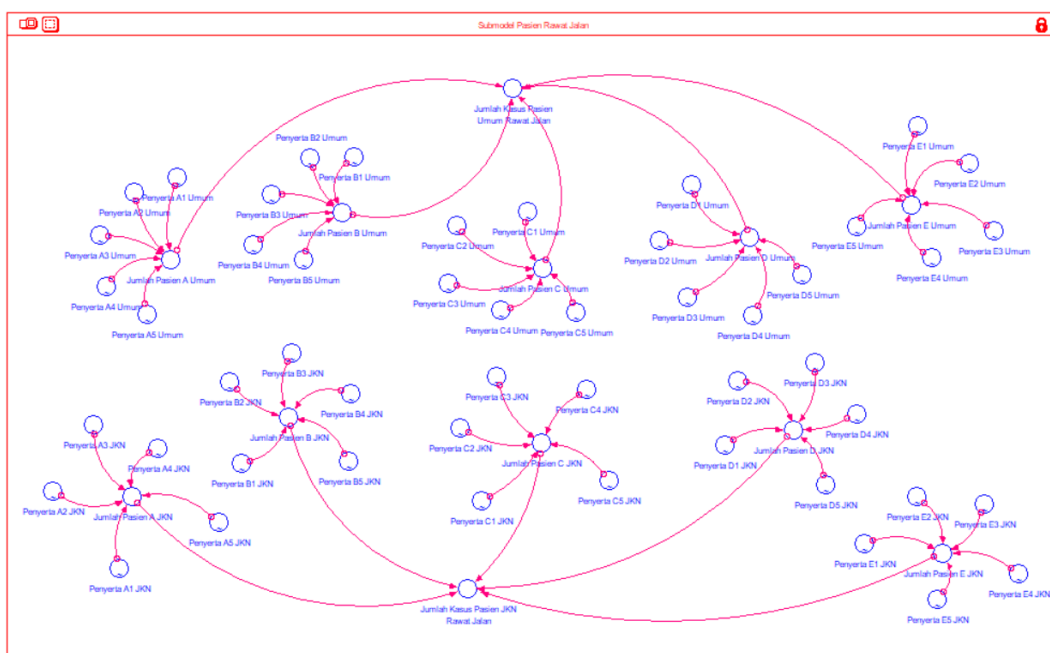 Submodel Pasien Rawat Jalan
Jumlah Kasus Pasien
Umum Rawat Jalan
Penyerta B2 Umum
Penyerta B1 Umum
Penyerta E1 Umum
Penyerta E2 Umum
Penyerta A1 Umum
Penyerta A2 Umum
Penyerta B3 Umum
Penyerta D1 Umum
Jumlah Pasien B Umum
Penyerta C1 Umum
Jumlah Pasien E Umum
Penyerta A3 Umum
Penyerta B4 Umum
Penyerta B5 Umum
Penyerta C2 Umum
Penyerta D2 Umum
Jumlah Pasien D Umum
Penyerta E5 Umum
Penyerta E3 Umum
Jumlah Pasien A Umum
Penyerta C3 Umum
Jumlah Pasien C Umum
Penyerta D5 Umum
Penyerta E4 Umum
Penyerta A4 Umum
Penyerta A5 Umum
Penyerta C4 Umum
Penyerta C5 Umum
Penyerta D3 Umum
Penyerta D4 Umum
Penyerta B3 JKN
Penyerta B2 JKN
Penyerta B4 JKN
Penyerta C3 JKN
Penyerta C4 JKN
Penyerta D3 JKN
Penyerta D2 JKN
Penyerta A3 JKN
Jumlah Pasien B JKN
Penyerta C2 JKN
Penyerta D4 JKN
Penyerta A4 JKN
Penyerta B1 JKN
Penyerta B5 JKN
Jumlah Pasien C JKN
Penyerta D1 JKN
Jumlah Pasien D JKN
Penyerta A2 JKN
Jumlah Pasien A JKN
Penyerta C1 JKN
Penyerta C5 JKN
Penyerta D5 JKN
Penyerta A5 JKN
Penyerta E2 JKN
Penyerta E3 JKN
Penyerta A1 JKN
Penyerta E1 JKN
Jumlah Pasien E JKN
Penyerta E4 JKN
Jumlah Kasus Pasien JKN
Rawat Jalan
Penyerta E5 JKN